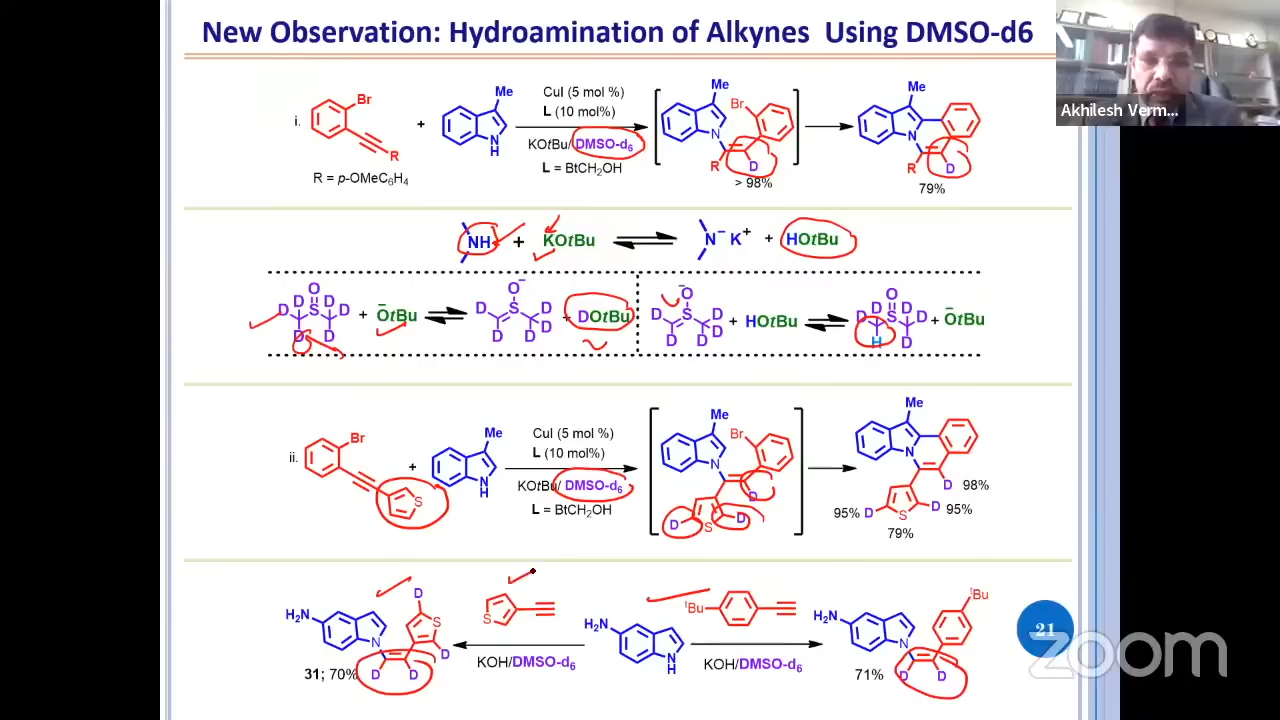 New Observation: Hydroamination of Alkynes Using DMSO-d6
Akhilesh Verm...
i.
Br
R
R = p-OMeC6H4
+
Me
N
H
CuI (5 mol %)
L (10 mol%)
KOtBu/ DMSO-d6
L = BtCH2OH
Me
Br
N
R
D
> 98%
Me
N
R
D
79%
NH + KOtBu
N⁻ K⁺ + HOtBu
O
D D
D S D
D D
+ ⁻OtBu
O⁻
D S D
D D D
+ DOtBu
O⁻
D S D
D D D
+ HOtBu
O
D D
D S D
H D
+ ⁻OtBu
ii.
Br
S
+
Me
N
H
CuI (5 mol %)
L (10 mol%)
KOtBu/ DMSO-d6
L = BtCH2OH
Me
Br
N
D
D S D
Me
N
D 98%
95% D S D 95%
79%
H2N
N
D
S
D
D D
31; 70%
S
KOH/DMSO-d6
H2N
N
H
tBu
KOH/DMSO-d6
H2N
N
tBu
D D
71%
21
zoom